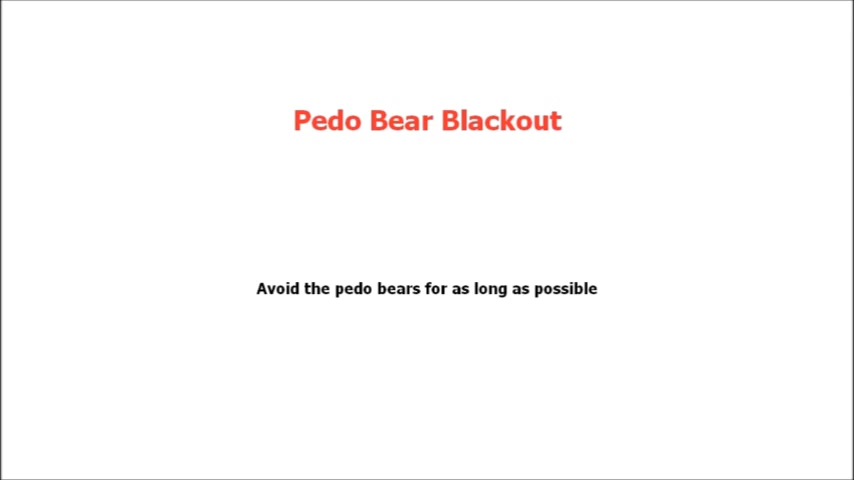 Pedo Bear Blackout
Avoid the pedo bears for as long as possible